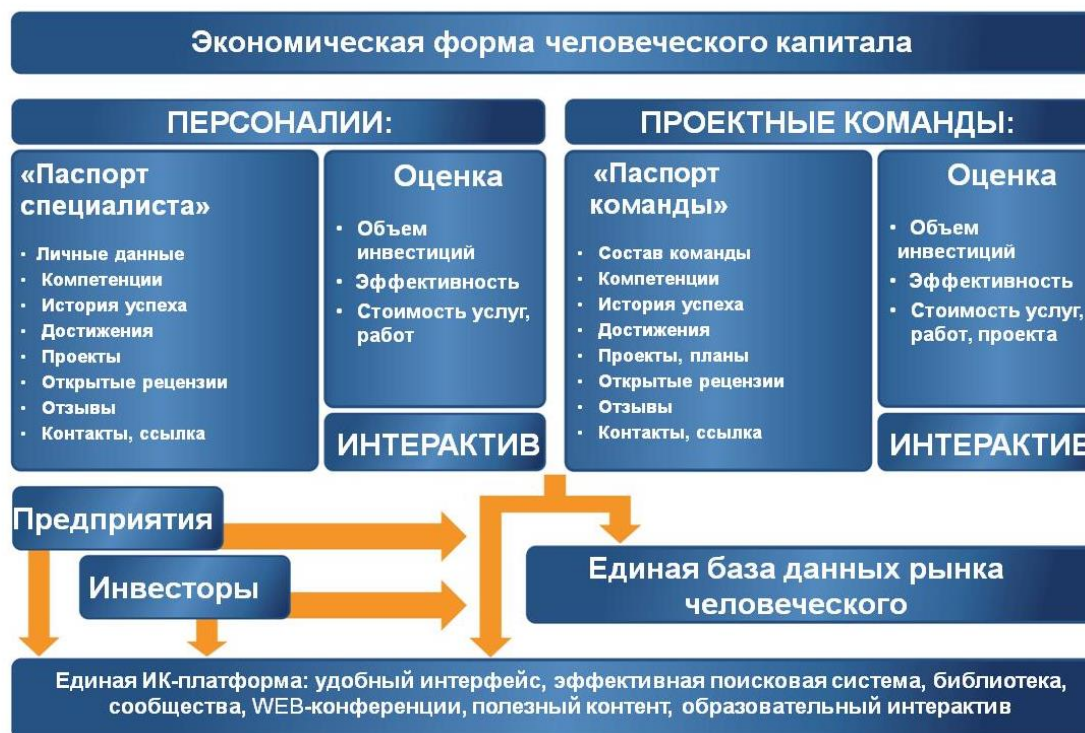 Экономическая форма человеческого капитала
ПЕРСОНАЛИИ:
«Паспорт
специалиста»
• Личные данные
• Компетенции
• История успеха
• Достижения
• Проекты
• Открытые рецензии
• Отзывы
• Контакты, ссылка
Оценка
• Объем
инвестиций
• Эффективность
• Стоимость услуг,
работ
ИНТЕРАКТИВ
ПРОЕКТНЫЕ КОМАНДЫ:
«Паспорт
команды»
• Состав команды
• Компетенции
• История успеха
• Достижения
• Проекты, планы
• Открытые рецензии
• Отзывы
• Контакты, ссылка
Оценка
• Объем
инвестиций
• Эффективность
• Стоимость услуг,
работ, проекта
ИНТЕРАКТИВ
Предприятия
Инвесторы
Единая база данных рынка
человеческого
Единая ИК-платформа: удобный интерфейс, эффективная поисковая система, библиотека,
сообщества, WEB-конференции, полезный контент, образовательный интерактив